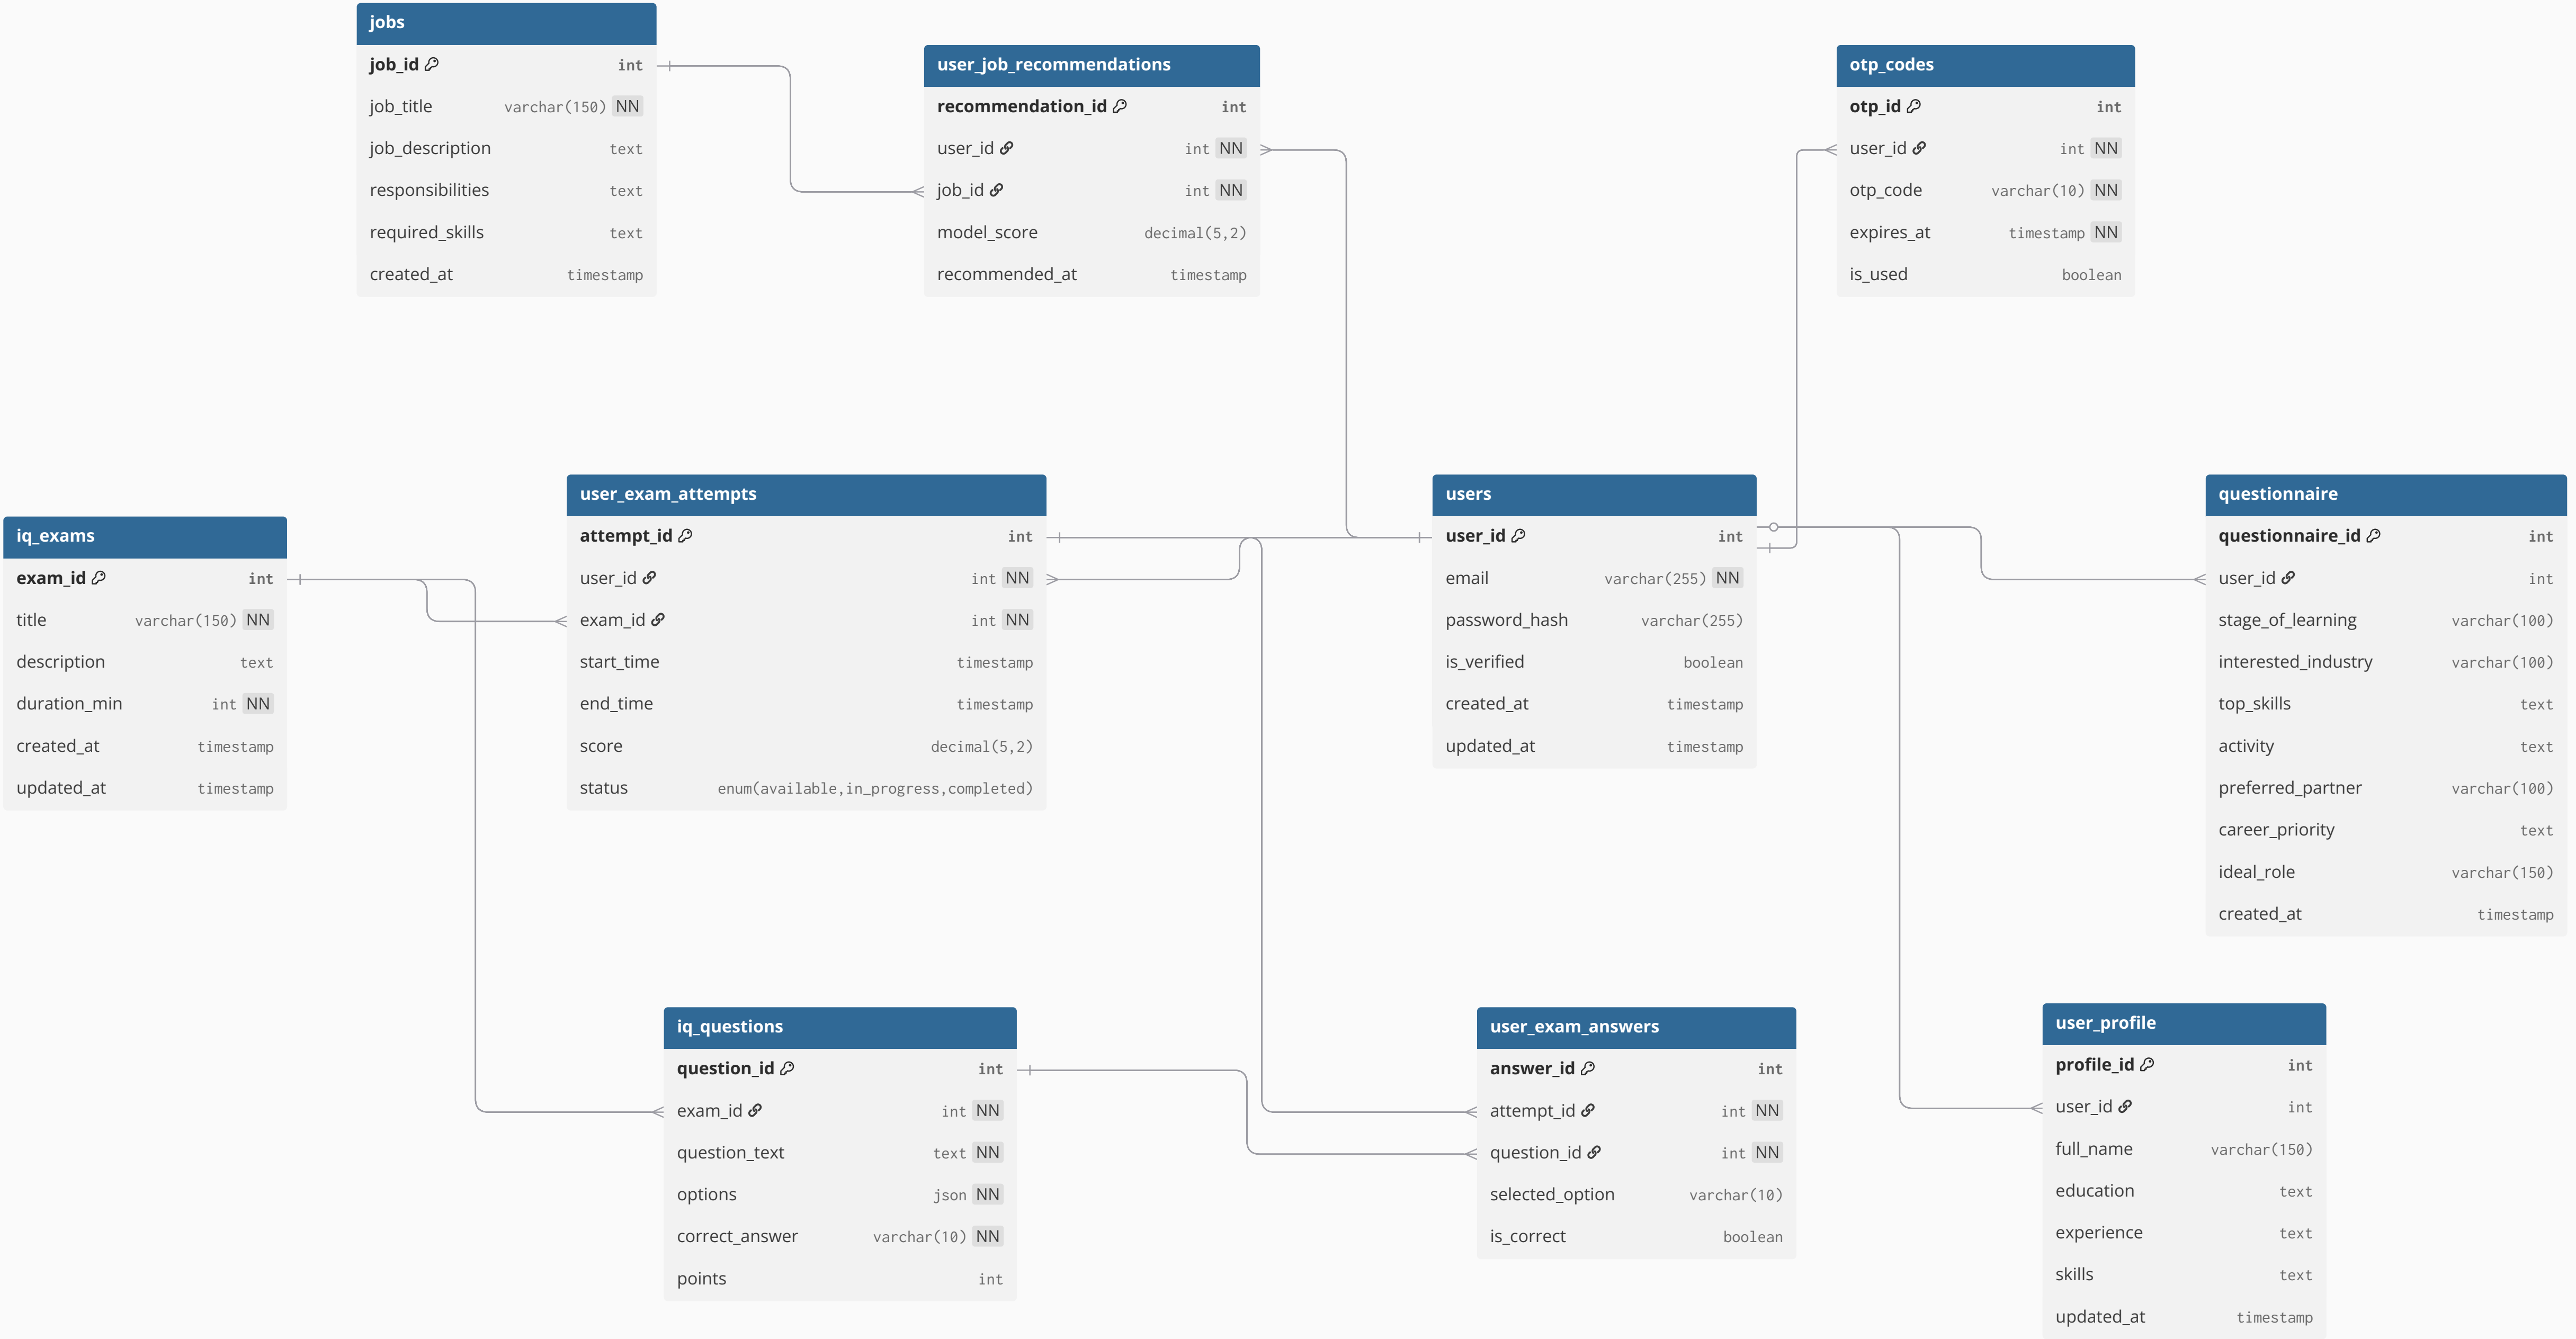 jobs
job_id int
job_title varchar(150) NN
job_description text
responsibilities text
required_skills text
created_at timestamp
user_job_recommendations
recommendation_id int
user_id int NN
job_id int NN
model_score decimal(5,2)
recommended_at timestamp
otp_codes
otp_id int
user_id int NN
otp_code varchar(10) NN
expires_at timestamp NN
is_used boolean
iq_exams
exam_id int
title varchar(150) NN
description text
duration_min int NN
created_at timestamp
updated_at timestamp
user_exam_attempts
attempt_id int
user_id int NN
exam_id int NN
start_time timestamp
end_time timestamp
score decimal(5,2)
status enum(available,in_progress,completed)
users
user_id int
email varchar(255) NN
password_hash varchar(255)
is_verified boolean
created_at timestamp
updated_at timestamp
questionnaire
questionnaire_id int
user_id int
stage_of_learning varchar(100)
interested_industry varchar(100)
top_skills text
activity text
preferred_partner varchar(100)
career_priority text
ideal_role varchar(150)
created_at timestamp
iq_questions
question_id int
exam_id int NN
question_text text NN
options json NN
correct_answer varchar(10) NN
points int
user_exam_answers
answer_id int
attempt_id int NN
question_id int NN
selected_option varchar(10)
is_correct boolean
user_profile
profile_id int
user_id int
full_name varchar(150)
education text
experience text
skills text
updated_at timestamp